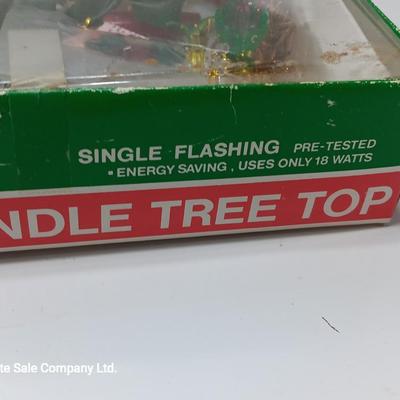 SINGLE FLASHING PRE-TESTED
▪ ENERGY SAVING , USES ONLY 18 WATTS
NDLE TREE TOP
te Sale Company Ltd.